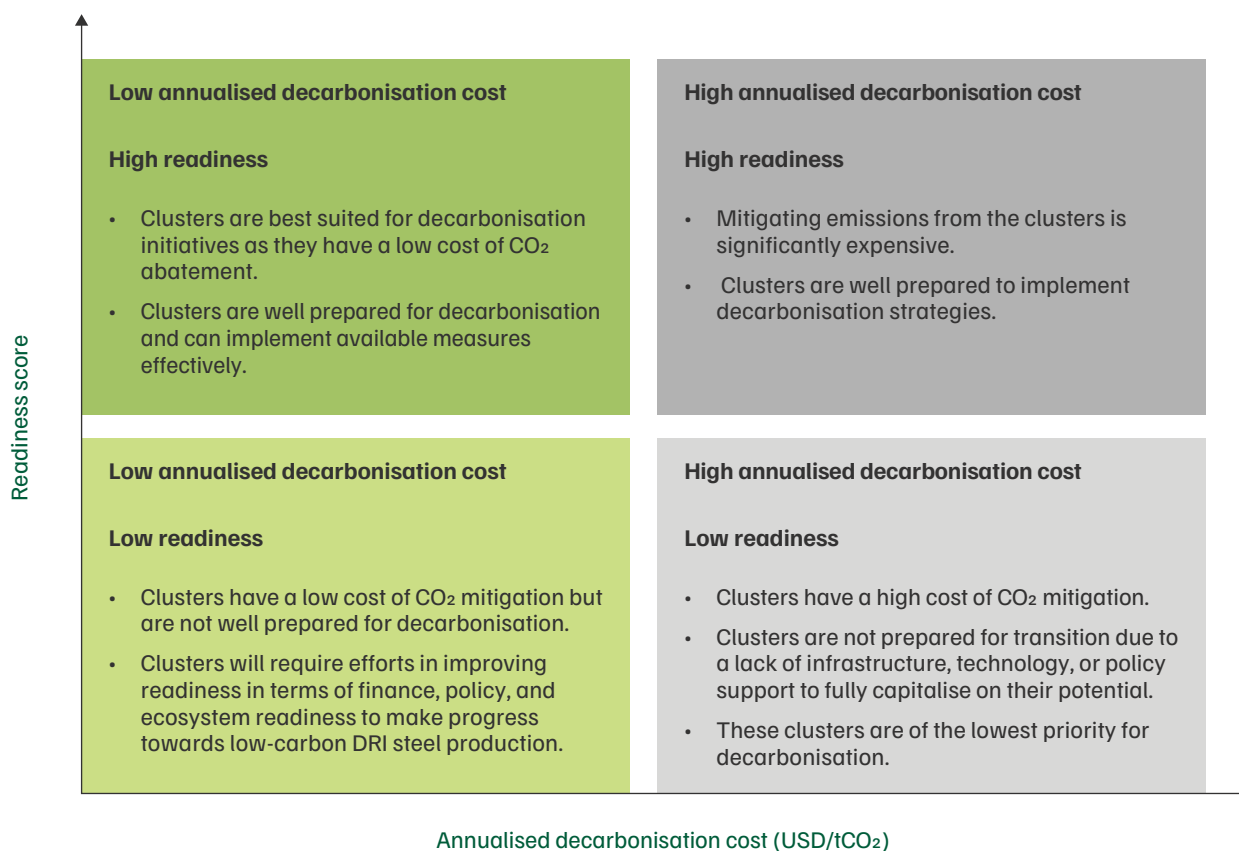 Low annualised decarbonisation cost
High readiness
• Clusters are best suited for decarbonisation
initiatives as they have a low cost of CO₂
abatement.
• Clusters are well prepared for decarbonisation
and can implement available measures
effectively.
High annualised decarbonisation cost
High readiness
• Mitigating emissions from the clusters is
significantly expensive.
• Clusters are well prepared to implement
decarbonisation strategies.
Readiness score
Low annualised decarbonisation cost
Low readiness
• Clusters have a low cost of CO₂ mitigation but
are not well prepared for decarbonisation.
• Clusters will require efforts in improving
readiness in terms of finance, policy, and
ecosystem readiness to make progress
towards low-carbon DRI steel production.
High annualised decarbonisation cost
Low readiness
• Clusters have a high cost of CO₂ mitigation.
• Clusters are not prepared for transition due to
a lack of infrastructure, technology, or policy
support to fully capitalise on their potential.
• These clusters are of the lowest priority for
decarbonisation.
Annualised decarbonisation cost (USD/tCO₂)